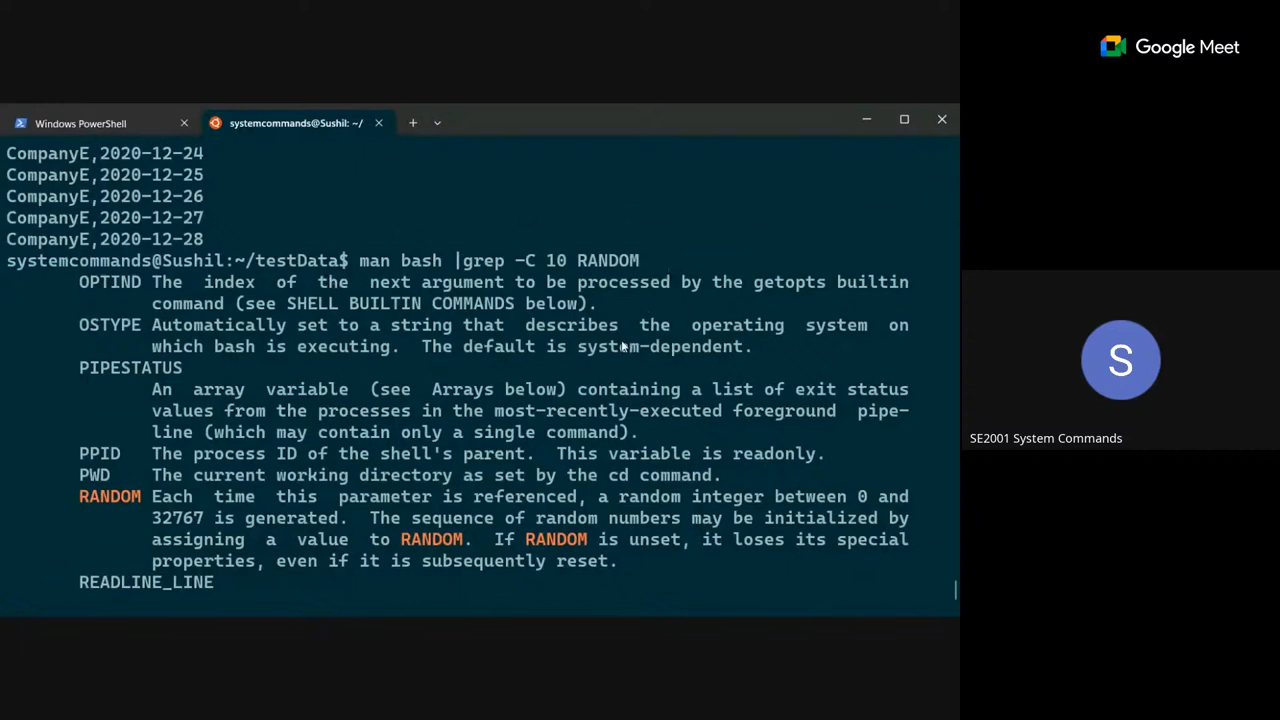 Google Meet
Windows PowerShell
systemcommands@Sushil: ~/
CompanyE,2020-12-24
CompanyE,2020-12-25
CompanyE,2020-12-26
CompanyE,2020-12-27
CompanyE,2020-12-28
systemcommands@Sushil:~/testData$ man bash |grep -C 10 RANDOM
OPTIND The index of the next argument to be processed by the getopts builtin
command (see SHELL BUILTIN COMMANDS below).
OSTYPE Automatically set to a string that describes the operating system on
which bash is executing. The default is system-dependent.
PIPESTATUS
An array variable (see Arrays below) containing a list of exit status
values from the processes in the most-recently-executed foreground pipe-
line (which may contain only a single command).
PPID The process ID of the shell's parent. This variable is readonly.
PWD The current working directory as set by the cd command.
RANDOM Each time this parameter is referenced, a random integer between 0 and
32767 is generated. The sequence of random numbers may be initialized by
assigning a value to RANDOM. If RANDOM is unset, it loses its special
properties, even if it is subsequently reset.
READLINE_LINE
S
SE2001 System Commands